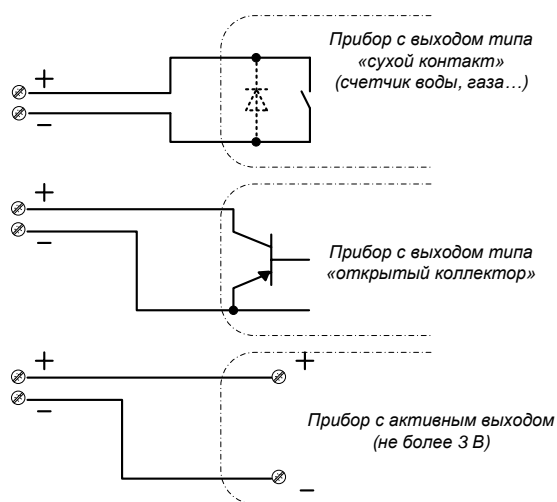 Прибор с выходом типа
«сухой контакт»
(счетчик воды, газа…)
+
–
+
–
Прибор с выходом типа
«открытый коллектор»
+
+
–
Прибор с активным выходом
(не более 3 В)
–